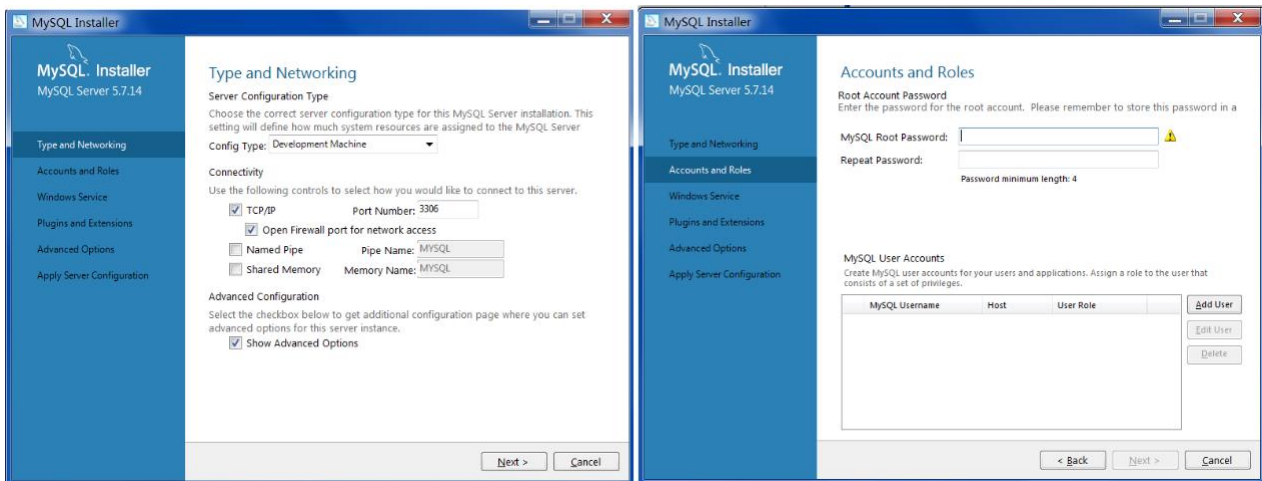 MySQL Installer
MySQL. Installer
MySQL Server 5.7.14
Type and Networking
Accounts and Roles
Windows Service
Plugins and Extensions
Advanced Options
Apply Server Configuration
Type and Networking
Server Configuration Type
Choose the correct server configuration type for this MySQL Server installation. This
setting will define how much system resources are assigned to the MySQL Server
Config Type: Development Machine
Connectivity
Use the following controls to select how you would like to connect to this server.
TCP/IP Port Number: 3306
Open Firewall port for network access
Named Pipe Pipe Name: MYSQL
Shared Memory Memory Name: MYSQL
Advanced Configuration
Select the checkbox below to get additional configuration page where you can set
advanced options for this server instance.
Show Advanced Options
Next > Cancel
MySQL Installer
MySQL. Installer
MySQL Server 5.7.14
Type and Networking
Accounts and Roles
Windows Service
Plugins and Extensions
Advanced Options
Apply Server Configuration
Accounts and Roles
Root Account Password
Enter the password for the root account. Please remember to store this password in a
MySQL Root Password:
Repeat Password:
Password minimum length: 4
MySQL User Accounts
Create MySQL user accounts for your users and applications. Assign a role to the user that
consists of a set of privileges.
MySQL Username Host User Role
Add User
Edit User
Delete
< Back Next > Cancel